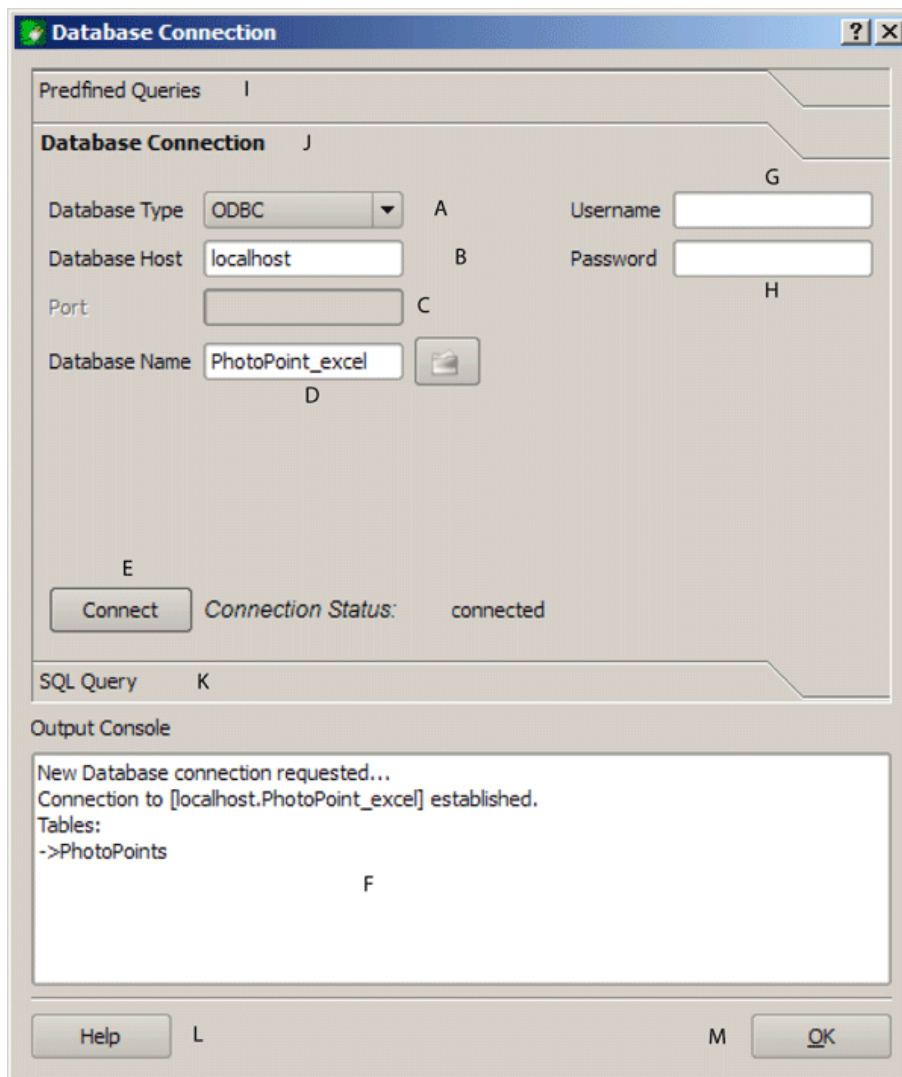 Database Connection ? X
Predfined Queries I
Database Connection J
G
Database Type ODBC A Username
Database Host localhost B Password
H
Port C
Database Name PhotoPoint_excel
D
E
Connect Connection Status: connected
SQL Query K
Output Console
New Database connection requested...
Connection to [localhost.PhotoPoint_excel] established.
Tables:
->PhotoPoints
F
Help L M OK